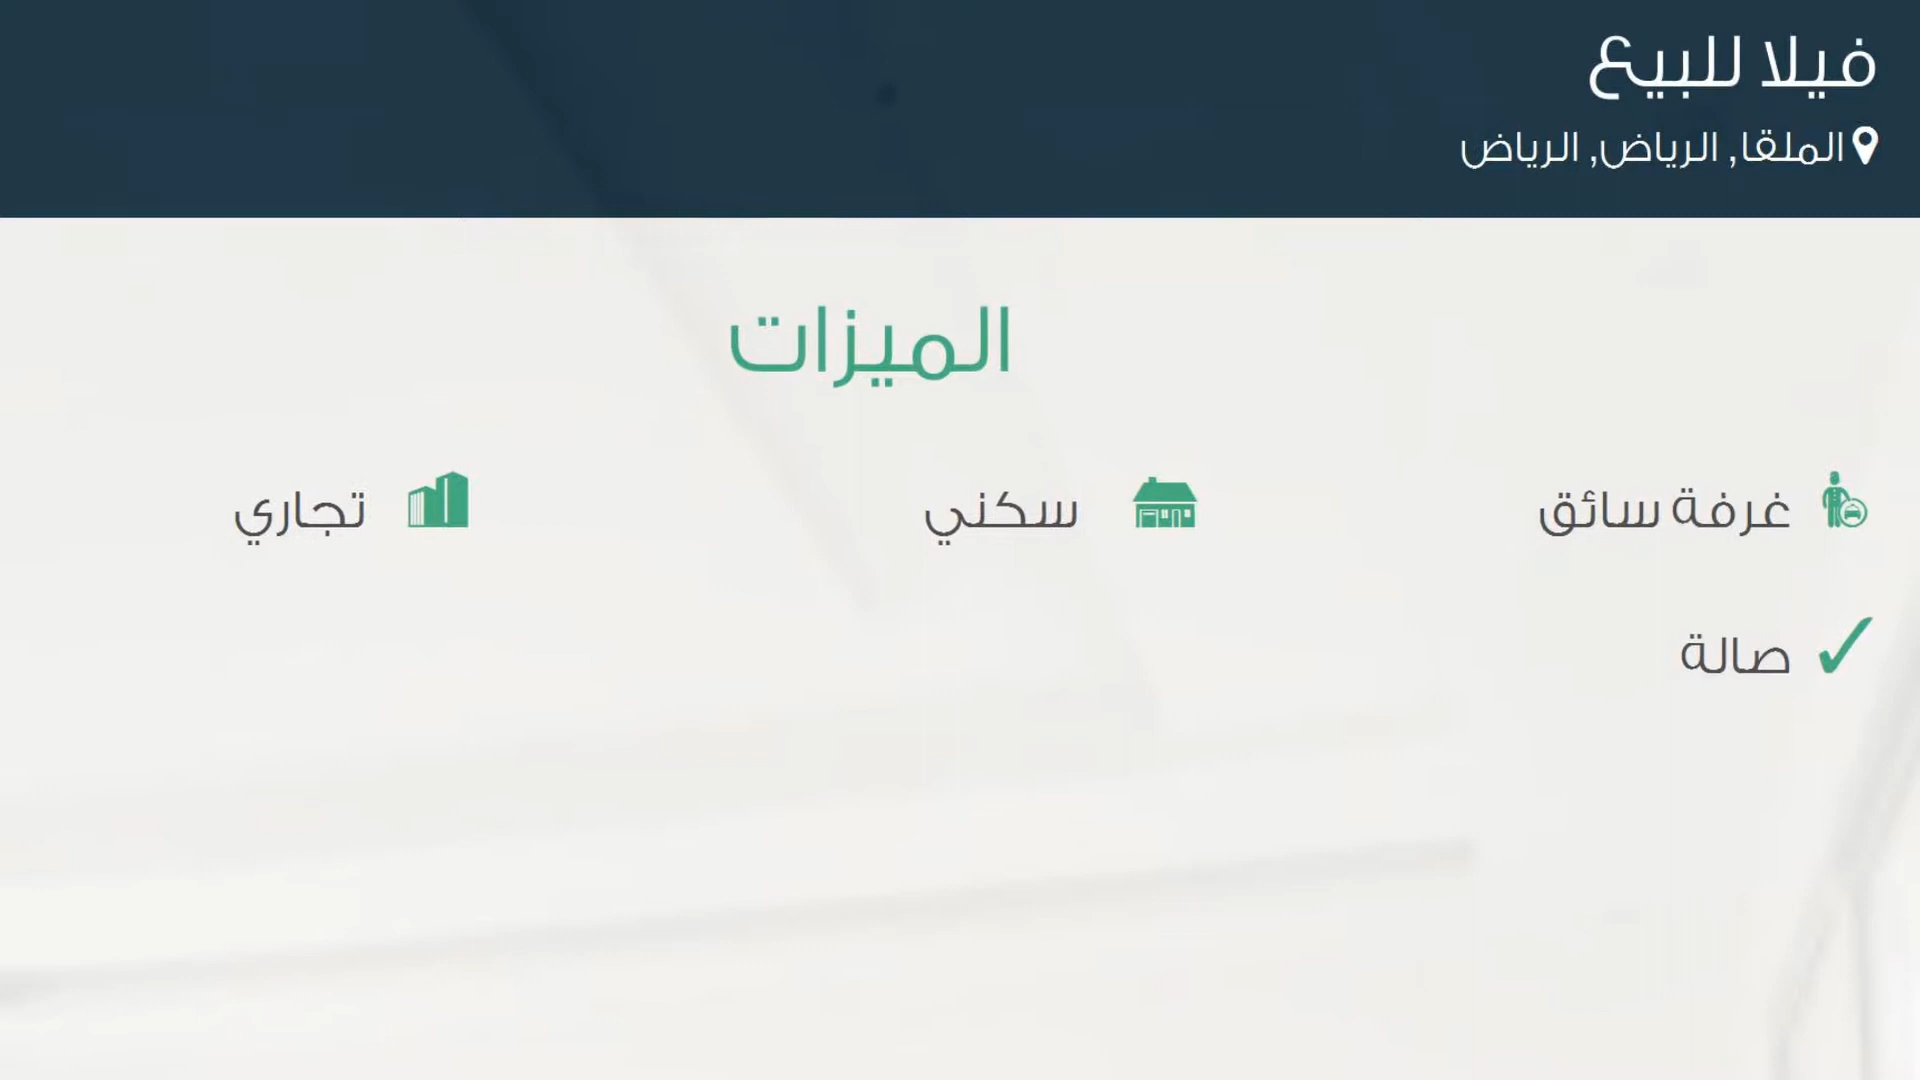 فيلا للبيع
الملقا, الرياض, الرياض
الميزات
غرفة سائق
سكني
تجاري
صالة